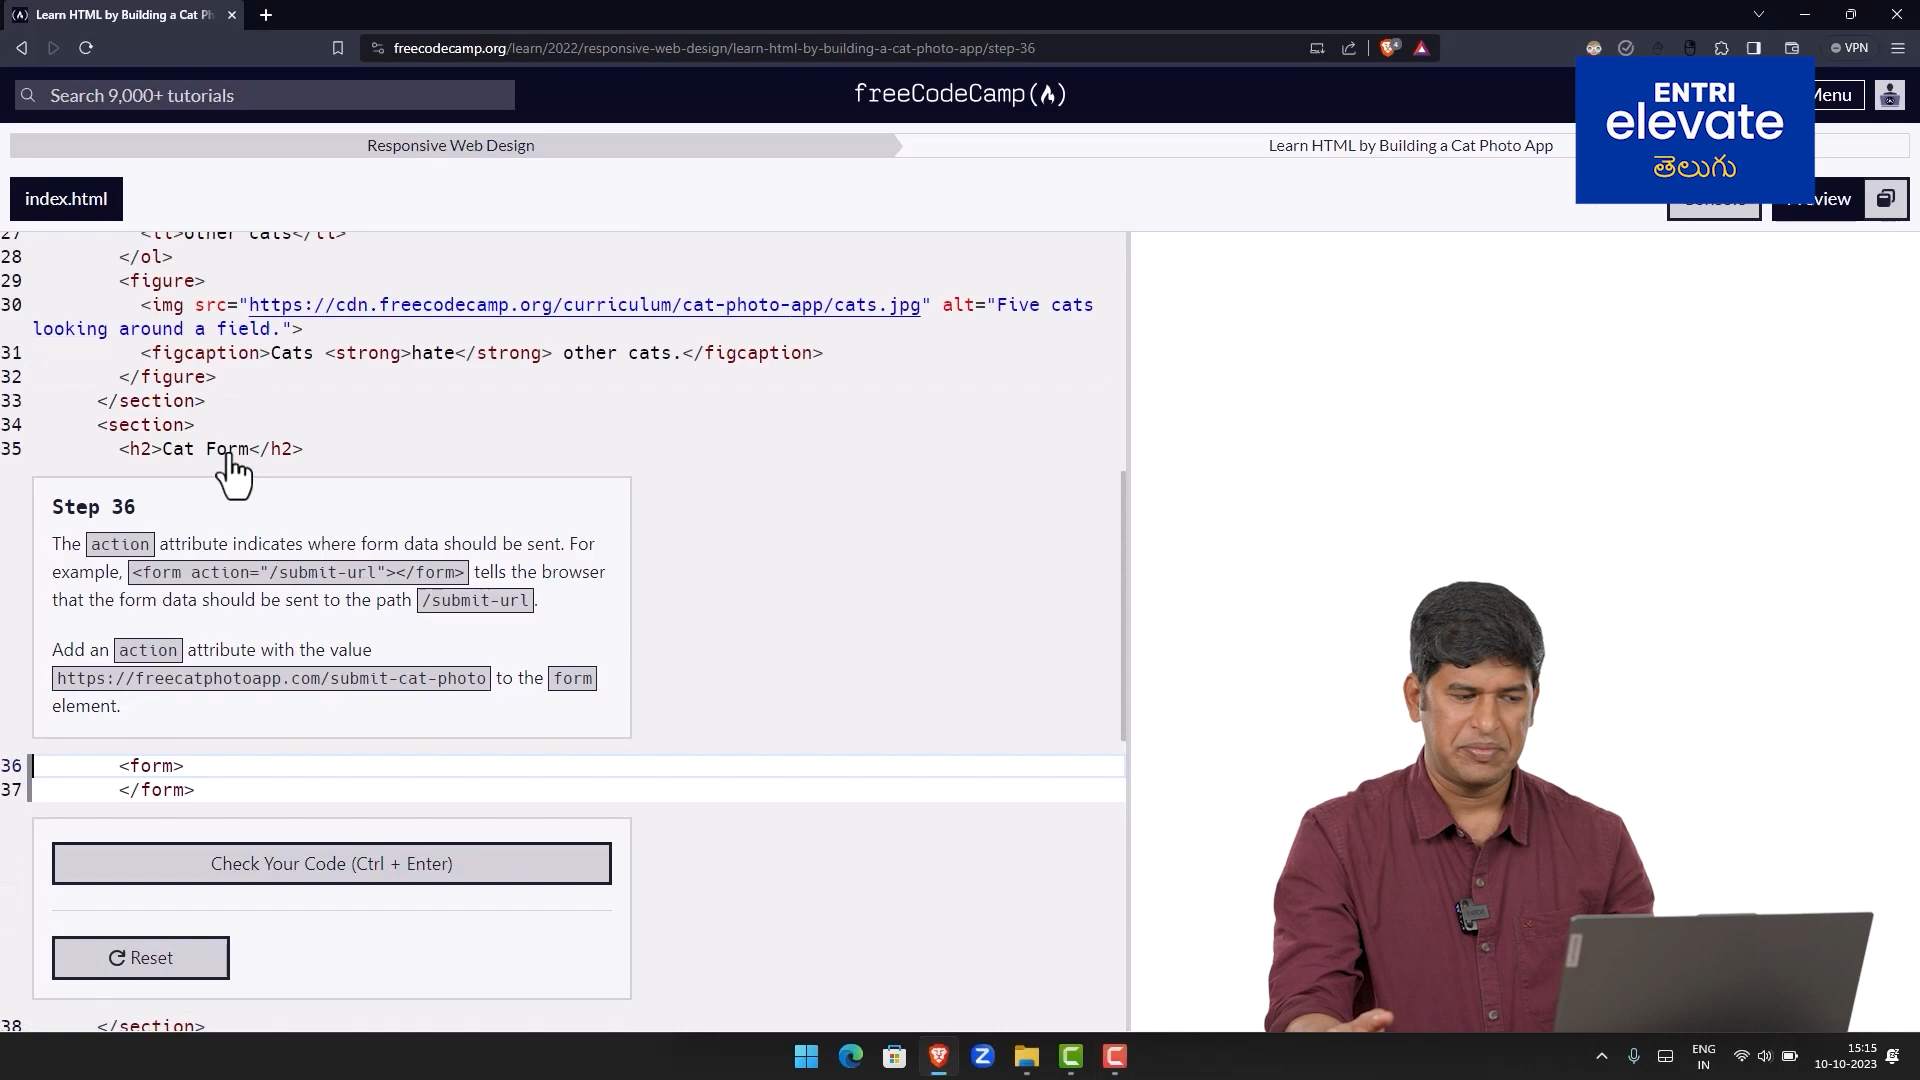 Learn HTML by Building a Cat Ph
freecodecamp.org/learn/2022/responsive-web-design/learn-html-by-building-a-cat-photo-app/step-36
4
VPN
Search 9,000+ tutorials
freeCodeCamp(
Menu
ENTRI
elevate
తెలుగు
Responsive Web Design
Learn HTML by Building a Cat Photo App
index.html
Console
Preview
27 <li>other cats</li>
28 </ol>
29 <figure>
30 <img src="https://cdn.freecodecamp.org/curriculum/cat-photo-app/cats.jpg" alt="Five cats
looking around a field.">
31 <figcaption>Cats <strong>hate</strong> other cats.</figcaption>
32 </figure>
33 </section>
34 <section>
35 <h2>Cat Form</h2>
Step 36
The action attribute indicates where form data should be sent. For
example, <form action="/submit-url"></form> tells the browser
that the form data should be sent to the path /submit-url.
Add an action attribute with the value
https://freecatphotoapp.com/submit-cat-photo to the form
element.
36 <form>
37 </form>
Check Your Code (Ctrl + Enter)
Reset
38 </section>
ENG
IN
15:15
10-10-2023